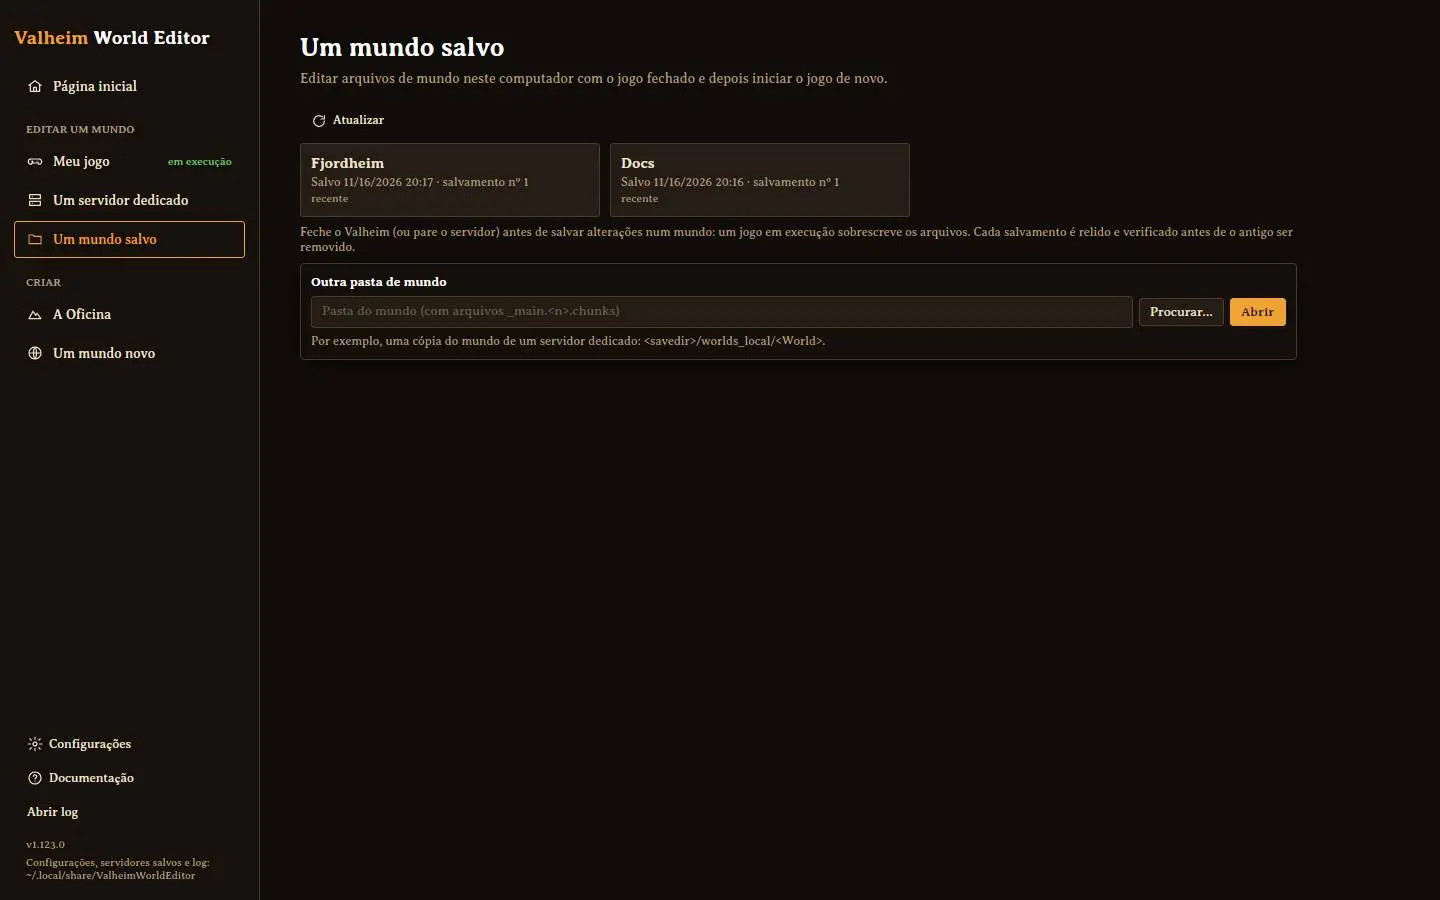 Valheim World Editor
Página inicial
EDITAR UM MUNDO
Meu jogo em execução
Um servidor dedicado
Um mundo salvo
CRIAR
A Oficina
Um mundo novo
Configurações
Documentação
Abrir log
v1.123.0
Configurações, servidores salvos e log:
~/.local/share/ValheimWorldEditor
Um mundo salvo
Editar arquivos de mundo neste computador com o jogo fechado e depois iniciar o jogo de novo.
Atualizar
Fjordheim
Salvo 11/16/2026 20:17 · salvamento nº 1
recente
Docs
Salvo 11/16/2026 20:16 · salvamento nº 1
recente
Feche o Valheim (ou pare o servidor) antes de salvar alterações num mundo: um jogo em execução sobrescreve os arquivos. Cada salvamento é relido e verificado antes de o antigo ser
removido.
Outra pasta de mundo
Pasta do mundo (com arquivos _main.<n>.chunks)
Procurar...
Abrir
Por exemplo, uma cópia do mundo de um servidor dedicado: <savedir>/worlds_local/<World>.